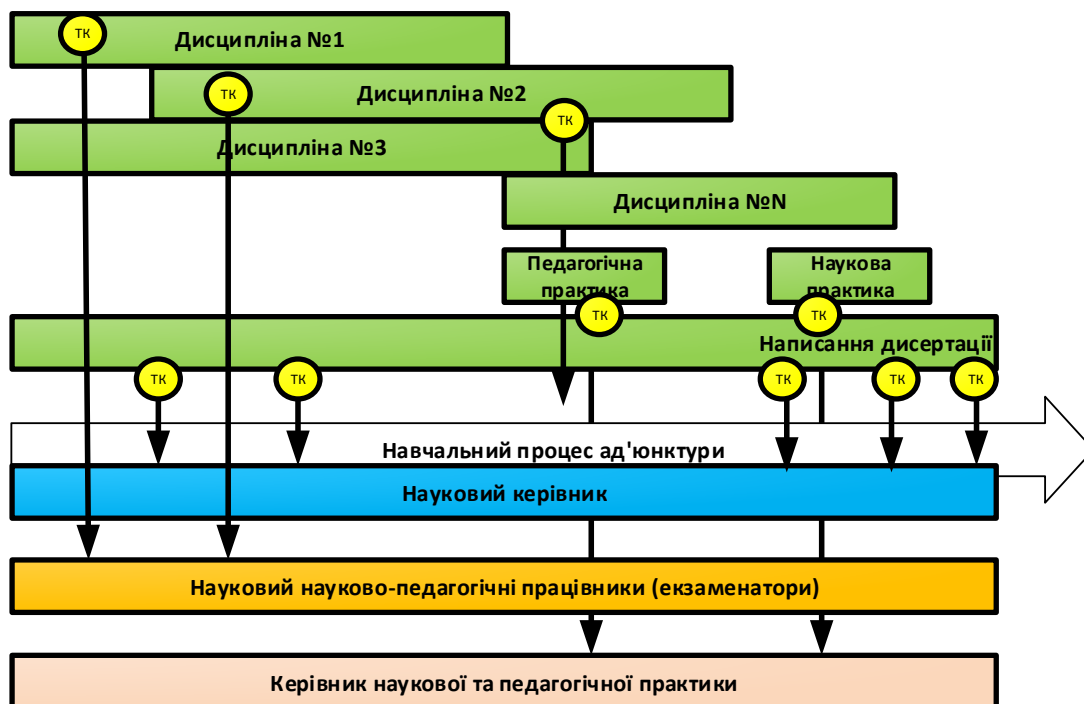 ТК
Дисципліна №1
ТК
Дисципліна №2
ТК
Дисципліна №3
Дисципліна №N
Педагогічна
практика
Наукова
практика
ТК
ТК
Написання дисертації
ТК
ТК
ТК
ТК
ТК
Навчальний процес ад'юнктури
Науковий керівник
Науковий науково-педагогічні працівники (екзаменатори)
Керівник наукової та педагогічної практики